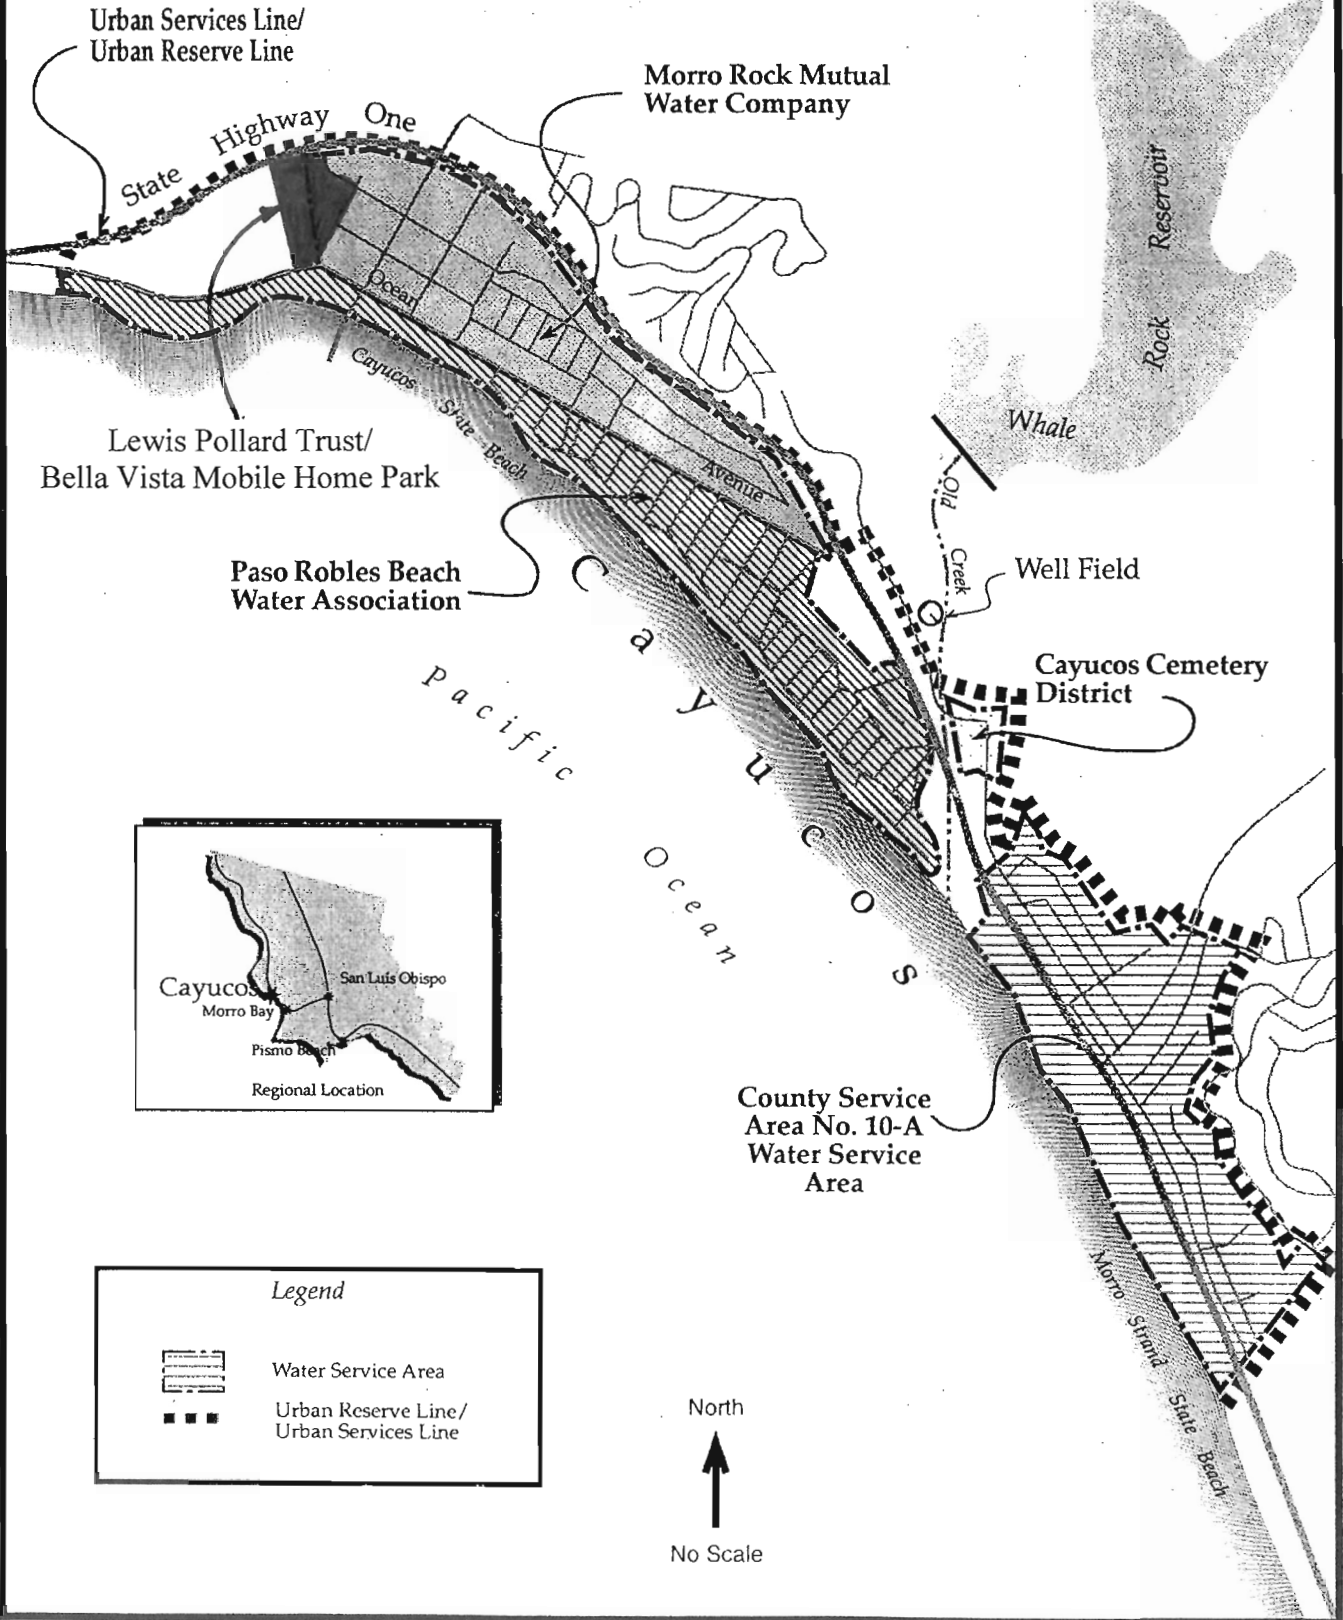 Urban Services Line/
Urban Reserve Line
Morro Rock Mutual
Water Company
State Highway One
Whale Rock Reservoir
Ocean Avenue
Cayucos State Beach
Lewis Pollard Trust/
Bella Vista Mobile Home Park
Old Creek
Paso Robles Beach
Water Association
Well Field
Cayucos
Pacific Ocean
Cayucos Cemetery
District
Cayucos
San Luis Obispo
Morro Bay
Pismo Beach
Regional Location
County Service
Area No. 10-A
Water Service
Area
Morro Strand State Beach
Legend
Water Service Area
Urban Reserve Line/
Urban Services Line
North
No Scale